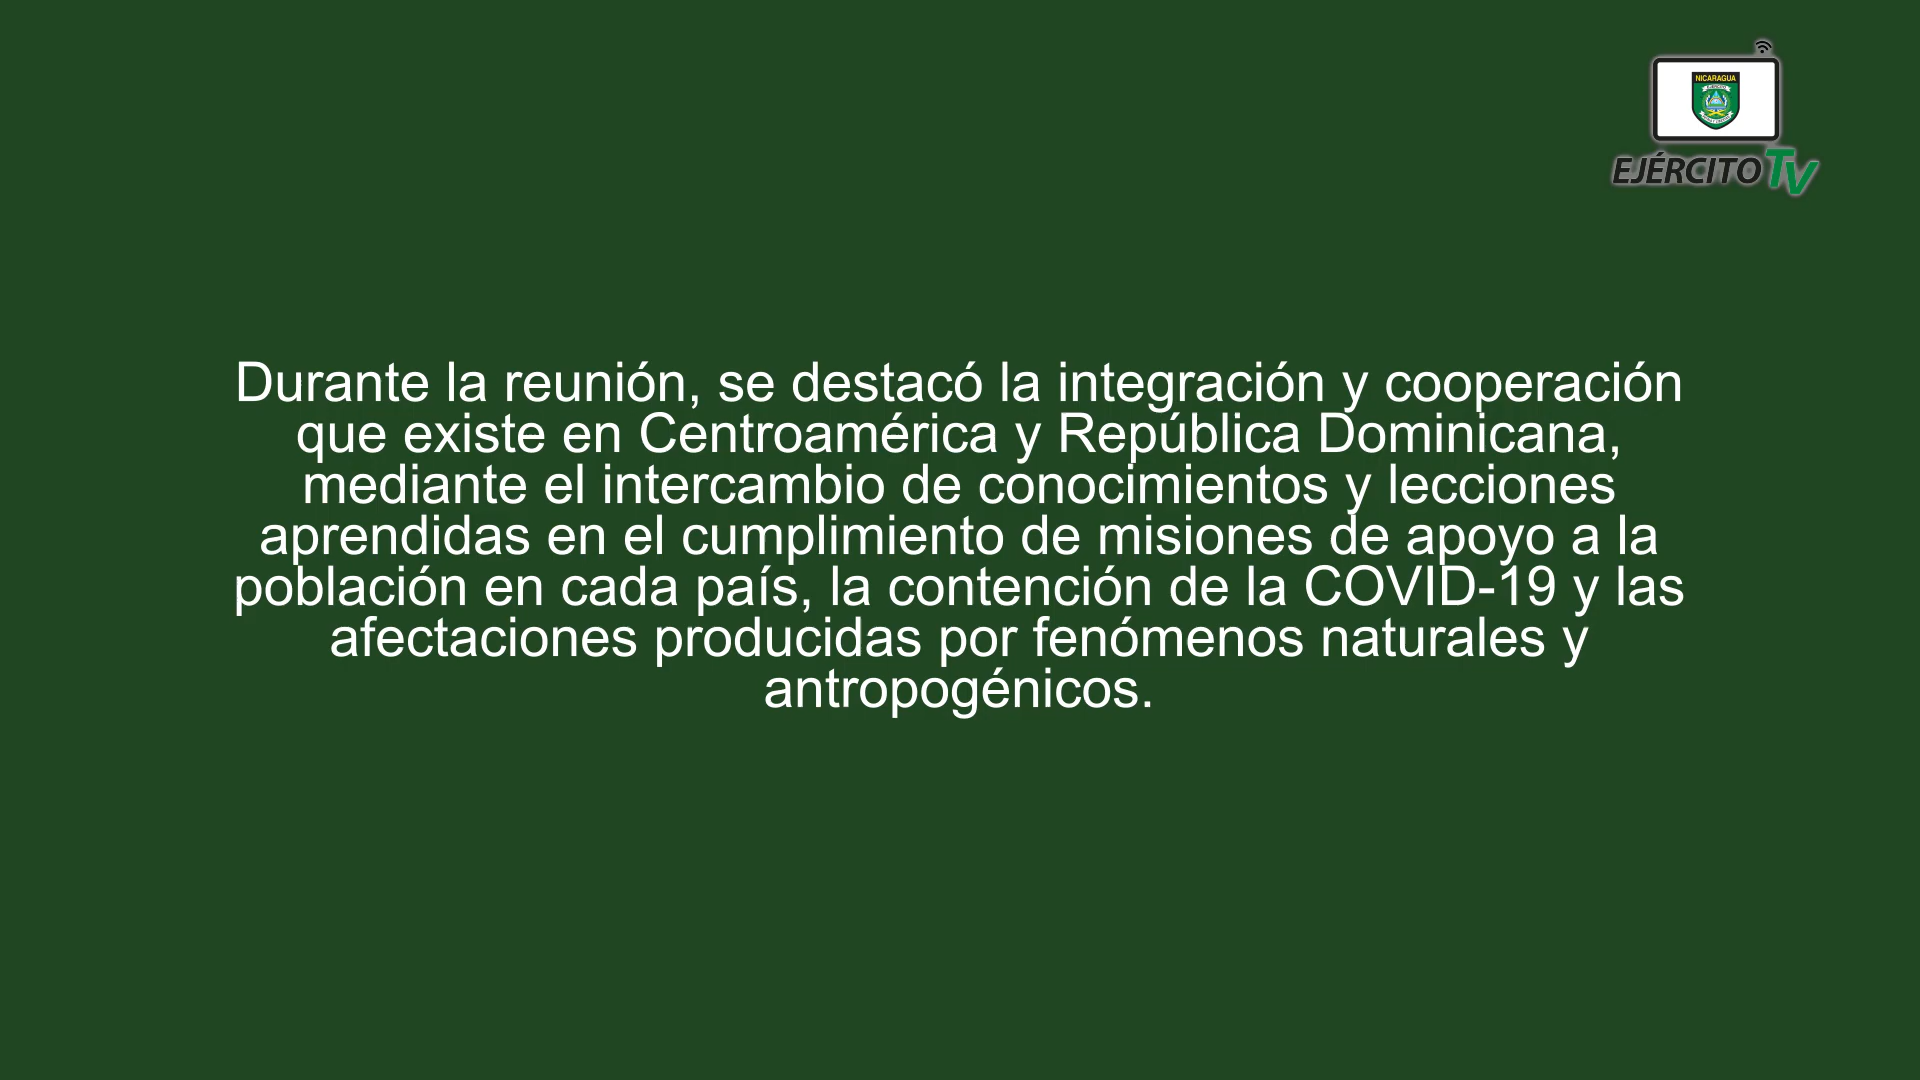 NICARAGUA
EJÉRCITO TV
Durante la reunión, se destacó la integración y cooperación
que existe en Centroamérica y República Dominicana,
mediante el intercambio de conocimientos y lecciones
aprendidas en el cumplimiento de misiones de apoyo a la
población en cada país, la contención de la COVID-19 y las
afectaciones producidas por fenómenos naturales y
antropogénicos.